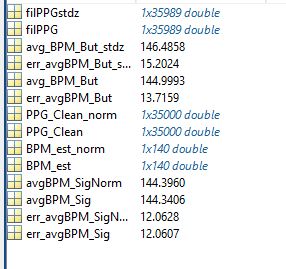 filPPGstdz 1x35989 double
filPPG 1x35989 double
avg_BPM_But_stdz 146.4858
err_avgBPM_But_s... 15.2024
avg_BPM_But 144.9993
err_avgBPM_But 13.7159
PPG_Clean_norm 1x35000 double
PPG_Clean 1x35000 double
BPM_est_norm 1x140 double
BPM_est 1x140 double
avgBPM_SigNorm 144.3960
avgBPM_Sig 144.3406
err_avgBPM_SigN... 12.0628
err_avgBPM_Sig 12.0607